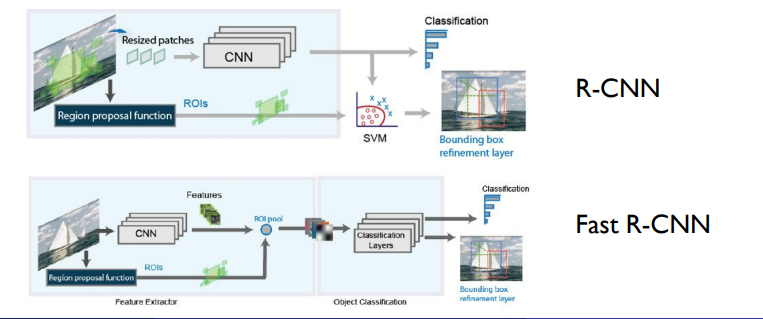 Classification
Resized patches
CNN
R-CNN
ROIs
Region proposal function
SVM
Bounding box
refinement layer
Features
Classification
CNN
ROI pool
Fast R-CNN
Classification
Layers
ROIs
Region proposal function
Bounding box
refinement layer
Feature Extractor
Object Classification